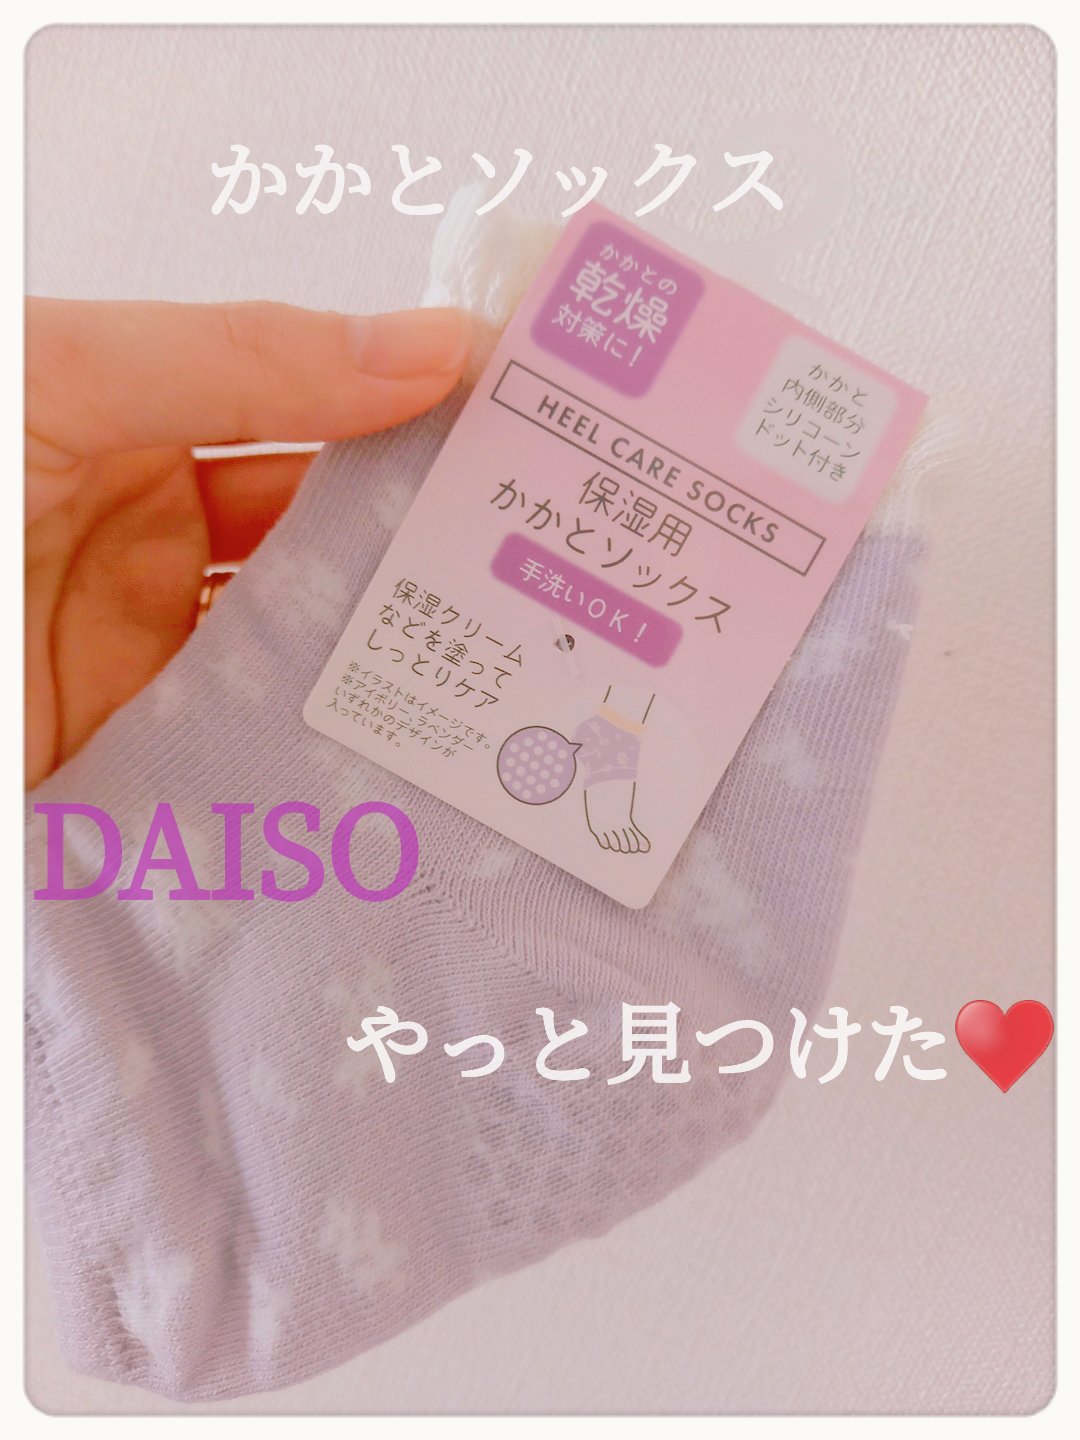 かかとソックス
かかとの
乾燥
対策に!
かかと
内側部分
シリコーン
ドット付き
HEEL CARE SOCKS
保湿用
かかとソックス
手洗いOK!
保湿クリーム
などを塗って
しっとりケア
※イラストはイメージです。
※アイボリー、ラベンダー
いずれかのデザインが
入っています。
DAISO
やっと見つけた❤